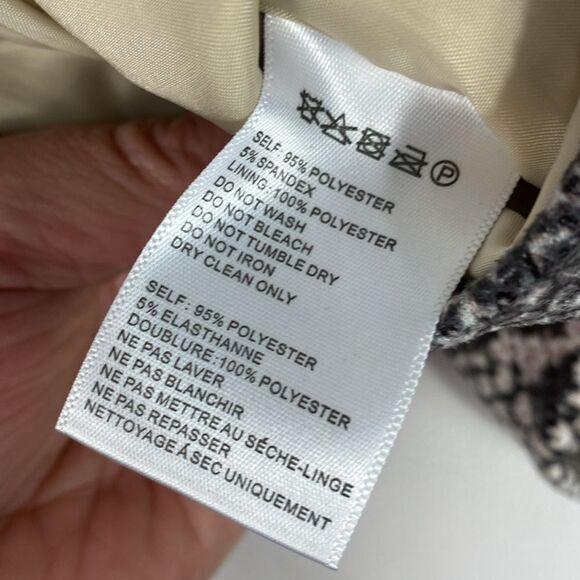 P
SELF: 95% POLYESTER
5% SPANDEX
LINING: 100% POLYESTER
DO NOT WASH
DO NOT BLEACH
DO NOT TUMBLE DRY
DO NOT IRON
DRY CLEAN ONLY
SELF: 95% POLYESTER
5% ELASTHANNE
DOUBLURE: 100% POLYESTER
NE PAS LAVER
NE PAS BLANCHIR
NE PAS METTRE AU SÉCHE-LINGE
NE PAS REPASSER
NETTOYAGE Á SEC UNIQUEMENT